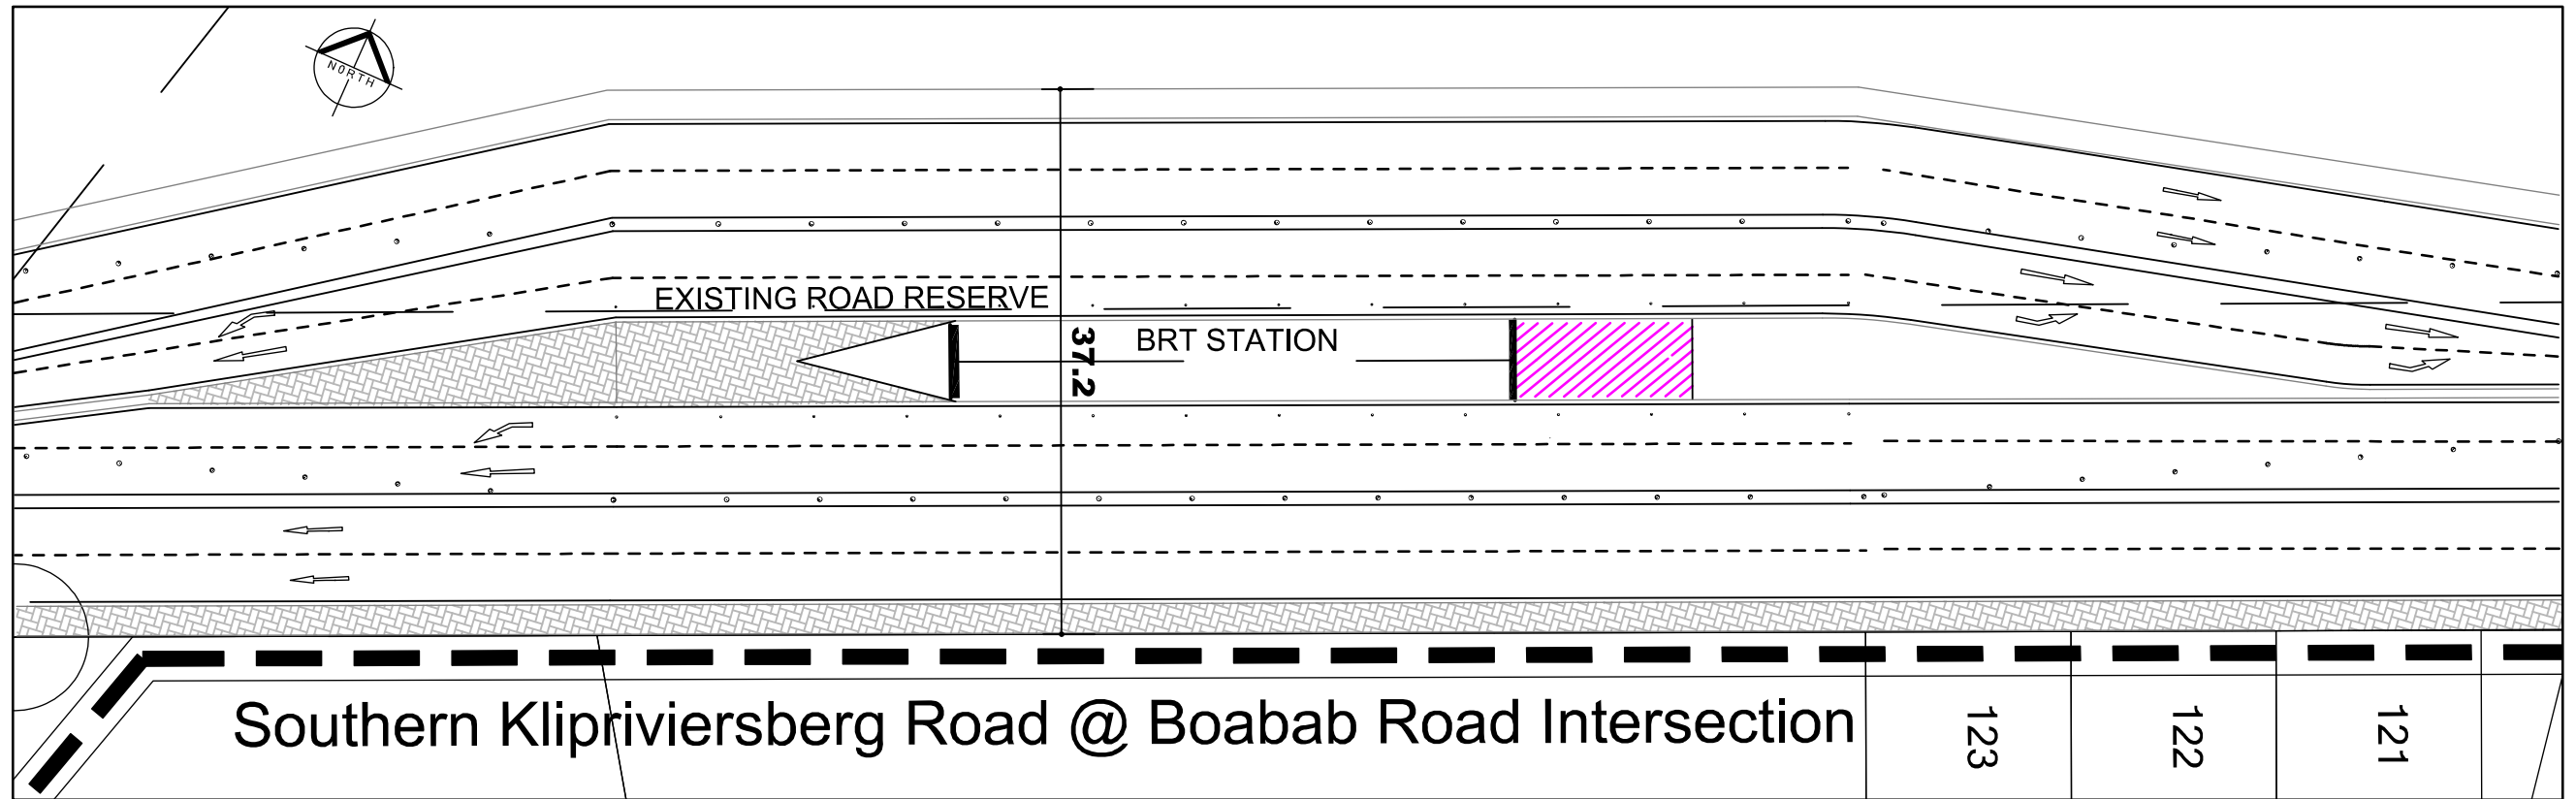 NORTH
EXISTING ROAD RESERVE
37.2
BRT STATION
Southern Klipriviersberg Road @ Boabab Road Intersection
123
122
121